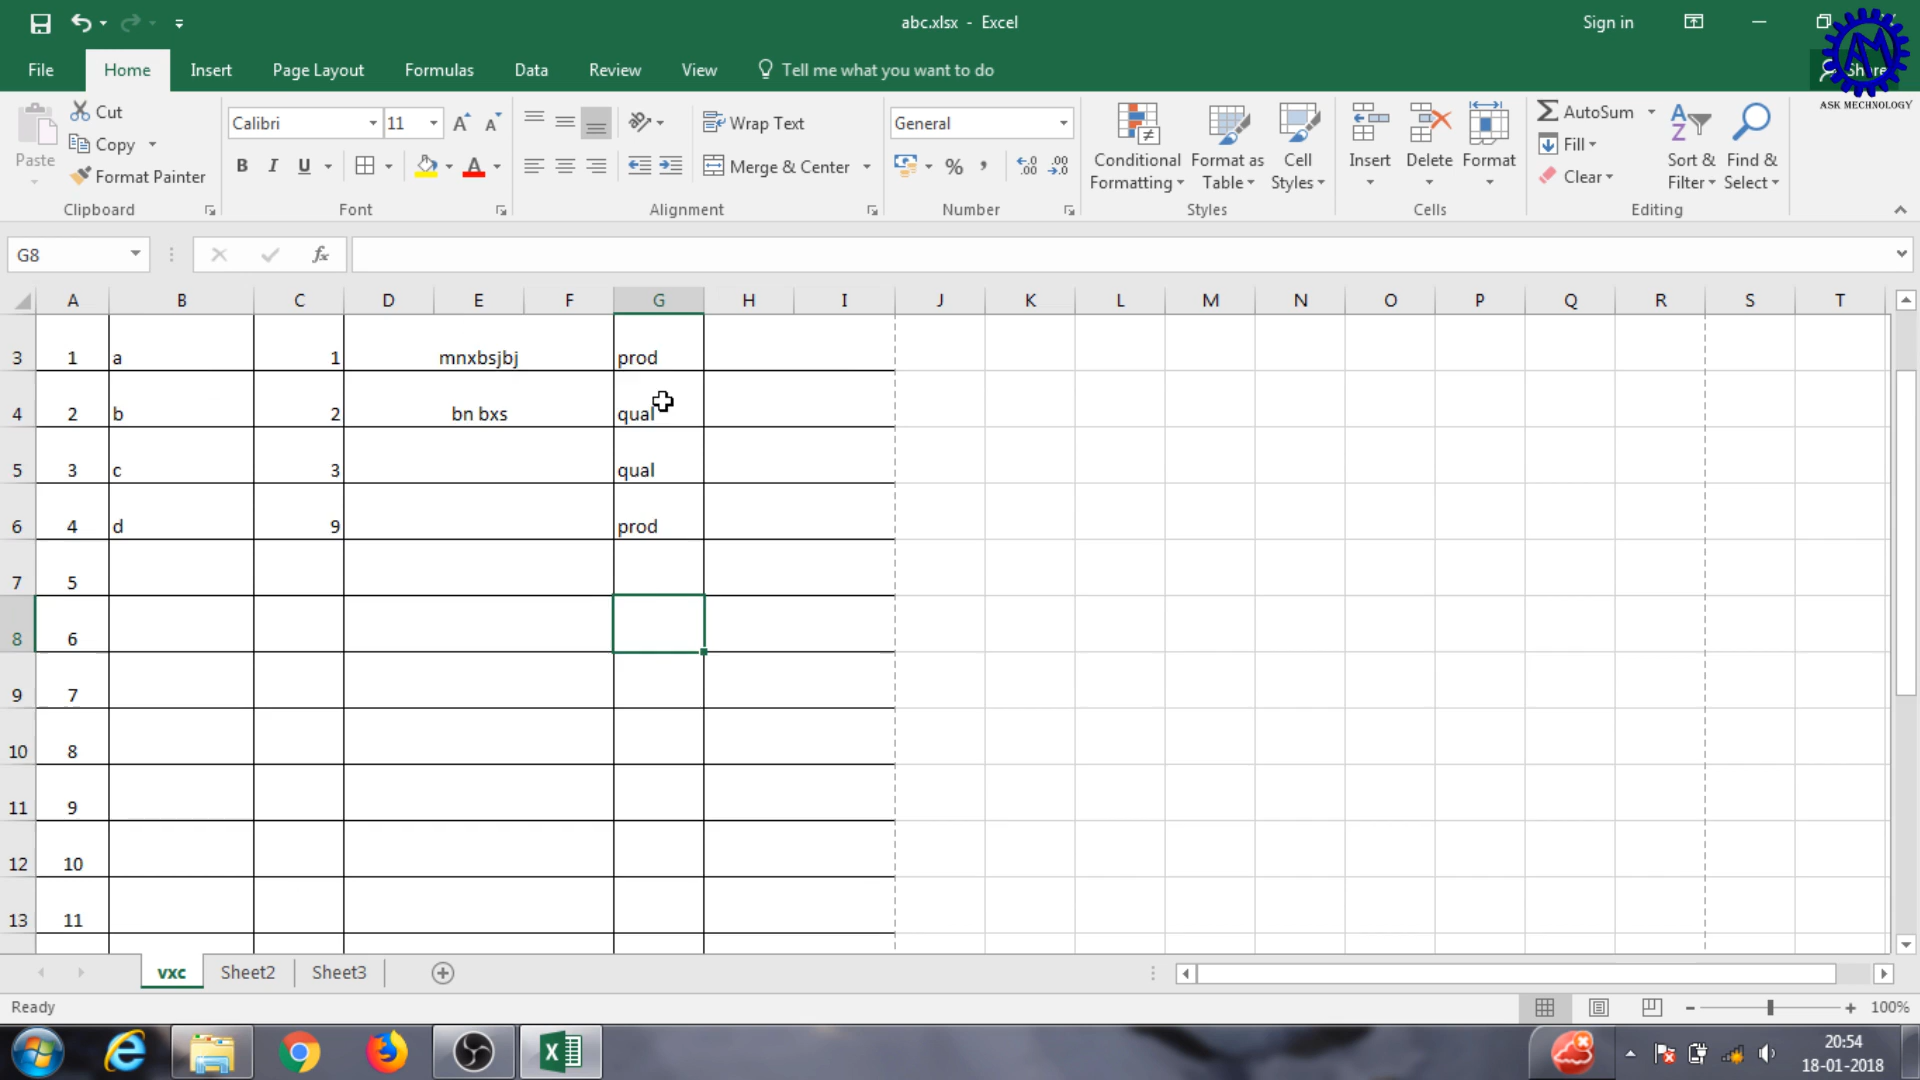 abc.xlsx - Excel
Sign in
File
Home
Insert
Page Layout
Formulas
Data
Review
View
Tell me what you want to do
Share
AM
ASK MECHNOLOGY
Paste
Cut
Copy
Format Painter
Clipboard
Calibri
11
B I U
Font
Wrap Text
Merge & Center
Alignment
General
%
Number
Conditional Formatting
Format as Table
Cell Styles
Styles
Insert
Delete
Format
Cells
AutoSum
Fill
Clear
Sort & Filter
Find & Select
Editing
G8
fx
A B C D E F G H I J K L M N O P Q R S T
3 1 a 1 mnxbsjbj prod
4 2 b 2 bn bxs qual
5 3 c 3 qual
6 4 d 9 prod
7 5
8 6
9 7
10 8
11 9
12 10
13 11
vxc
Sheet2
Sheet3
Ready
100%
20:54
18-01-2018